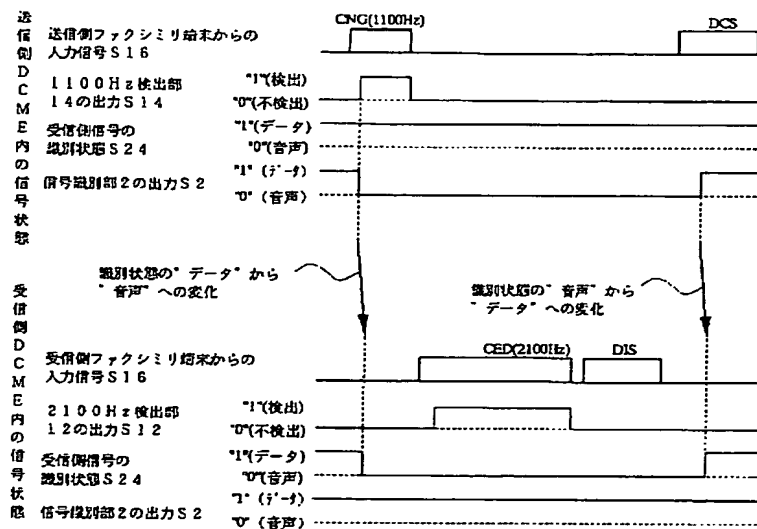 送信側DCME内の信号状態
CNG(1100Hz)
DCS
送信側ファクシミリ端末からの
入力信号S16
1100Hz検出部
14の出力S14
"1"(検出)
"0"(不検出)
受信側信号の
識別状態S24
"1"(データ)
"0"(音声)
信号識別部2の出力S2
"1"(データ)
"0"(音声)
識別状態の"データ"から
"音声"への変化
識別状態の"音声"から
"データ"への変化
受信側DCME内の信号状態
CED(2100Hz)
DIS
受信側ファクシミリ端末からの
入力信号S16
2100Hz検出部
12の出力S12
"1"(検出)
"0"(不検出)
受信側信号の
識別状態S24
"1"(データ)
"0"(音声)
信号識別部2の出力S2
"1"(データ)
"0"(音声)